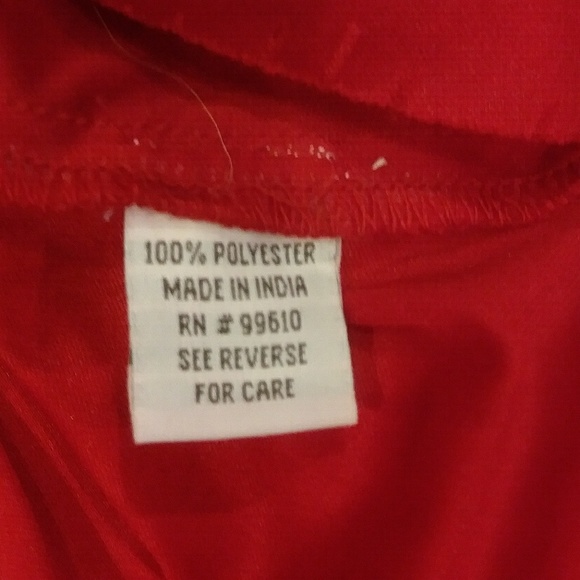 100% POLYESTER
MADE IN INDIA
RN # 99610
SEE REVERSE
FOR CARE